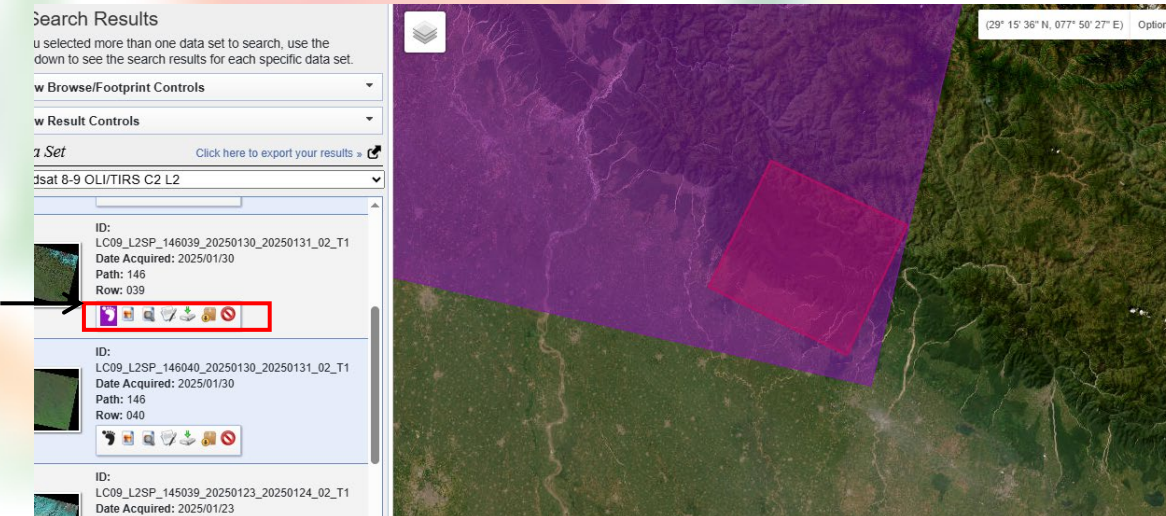 Search Results
u selected more than one data set to search, use the
down to see the search results for each specific data set.
w Browse/Footprint Controls
w Result Controls
a Set
Click here to export your results »
dsat 8-9 OLI/TIRS C2 L2
ID:
LC09_L2SP_146039_20250130_20250131_02_T1
Date Acquired: 2025/01/30
Path: 146
Row: 039
ID:
LC09_L2SP_146040_20250130_20250131_02_T1
Date Acquired: 2025/01/30
Path: 146
Row: 040
ID:
LC09_L2SP_145039_20250123_20250124_02_T1
Date Acquired: 2025/01/23
(29° 15' 36" N, 077° 50' 27" E)
Option